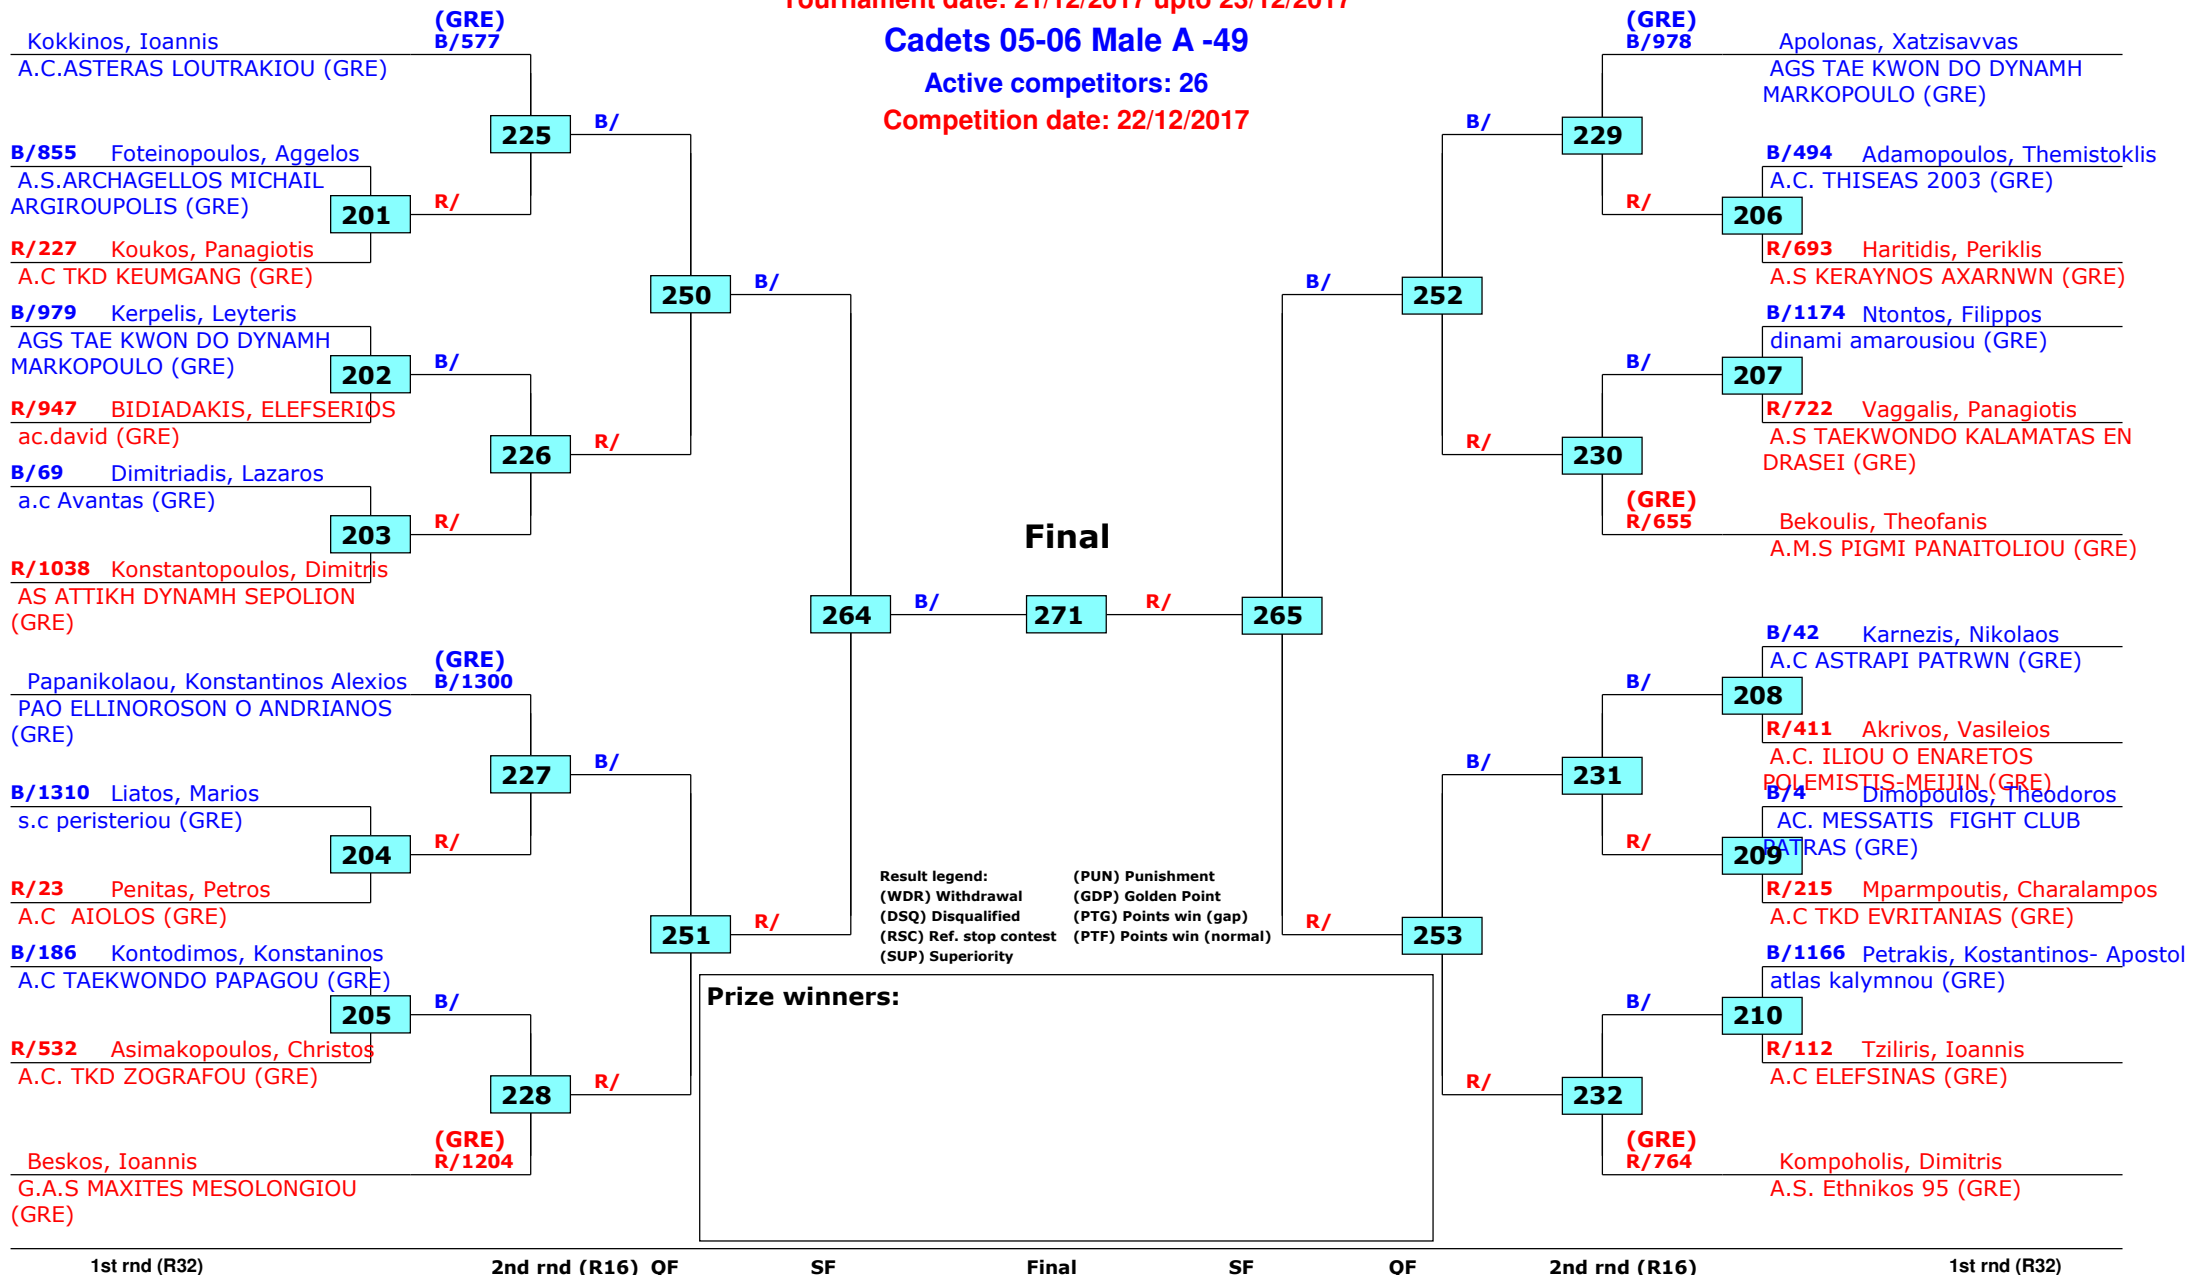 Tournament date: 21/12/2017 upto 23/12/2017
Cadets 05-06 Male A -49
Active competitors: 26
Competition date: 22/12/2017
Kokkinos, Ioannis
(GRE)
B/577
A.C.ASTERAS LOUTRAKIOU (GRE)
225
B/
B/855 Foteinopoulos, Aggelos
A.S.ARCHAGELLOS MICHAIL
ARGIROUPOLIS (GRE)
201
R/
R/227 Koukos, Panagiotis
A.C TKD KEUMGANG (GRE)
250
B/
B/979 Kerpelis, Leyteris
AGS TAE KWON DO DYNAMH
MARKOPOULO (GRE)
202
B/
R/947 BIDIADAKIS, ELEFSERIOS
ac.david (GRE)
226
R/
B/69 Dimitriadis, Lazaros
a.c Avantas (GRE)
203
R/
R/1038 Konstantopoulos, Dimitris
AS ATTIKH DYNAMH SEPOLION
(GRE)
264
B/
(GRE)
Papanikolaou, Konstantinos Alexios
B/1300
PAO ELLINOROSON O ANDRIANOS
(GRE)
227
B/
B/1310 Liatos, Marios
s.c peristeriou (GRE)
204
R/
R/23 Penitas, Petros
A.C  AIOLOS (GRE)
251
R/
B/186 Kontodimos, Konstaninos
A.C TAEKWONDO PAPAGOU (GRE)
205
B/
R/532 Asimakopoulos, Christos
A.C. TKD ZOGRAFOU (GRE)
228
R/
(GRE)
Beskos, Ioannis
R/1204
G.A.S MAXITES MESOLONGIOU
(GRE)
Final
271
R/
265
Result legend:
(WDR) Withdrawal
(DSQ) Disqualified
(RSC) Ref. stop contest
(SUP) Superiority
(PUN) Punishment
(GDP) Golden Point
(PTG) Points win (gap)
(PTF) Points win (normal)
Prize winners:
(GRE)
B/978
Apolonas, Xatzisavvas
AGS TAE KWON DO DYNAMH
MARKOPOULO (GRE)
B/
229
B/494 Adamopoulos, Themistoklis
A.C. THISEAS 2003 (GRE)
R/
206
R/693 Haritidis, Periklis
A.S KERAYNOS AXARNWN (GRE)
B/
252
B/1174 Ntontos, Filippos
dinami amarousiou (GRE)
B/
207
R/722 Vaggalis, Panagiotis
A.S TAEKWONDO KALAMATAS EN
DRASEI (GRE)
R/
230
(GRE)
R/655
Bekoulis, Theofanis
A.M.S PIGMI PANAITOLIOU (GRE)
B/42 Karnezis, Nikolaos
A.C ASTRAPI PATRWN (GRE)
B/
208
R/411 Akrivos, Vasileios
A.C. ILIOU O ENARETOS
POLEMISTIS-MEIJIN (GRE)
B/
231
B/4 Dimopoulos, Theodoros
AC. MESSATIS  FIGHT CLUB
PATRAS (GRE)
R/
209
R/215 Mparmpoutis, Charalampos
A.C TKD EVRITANIAS (GRE)
R/
253
B/1166 Petrakis, Kostantinos- Apostol
atlas kalymnou (GRE)
B/
210
R/112 Tziliris, Ioannis
A.C ELEFSINAS (GRE)
R/
232
(GRE)
R/764
Kompoholis, Dimitris
A.S. Ethnikos 95 (GRE)
1st rnd (R32) 2nd rnd (R16) QF SF Final SF QF 2nd rnd (R16) 1st rnd (R32)